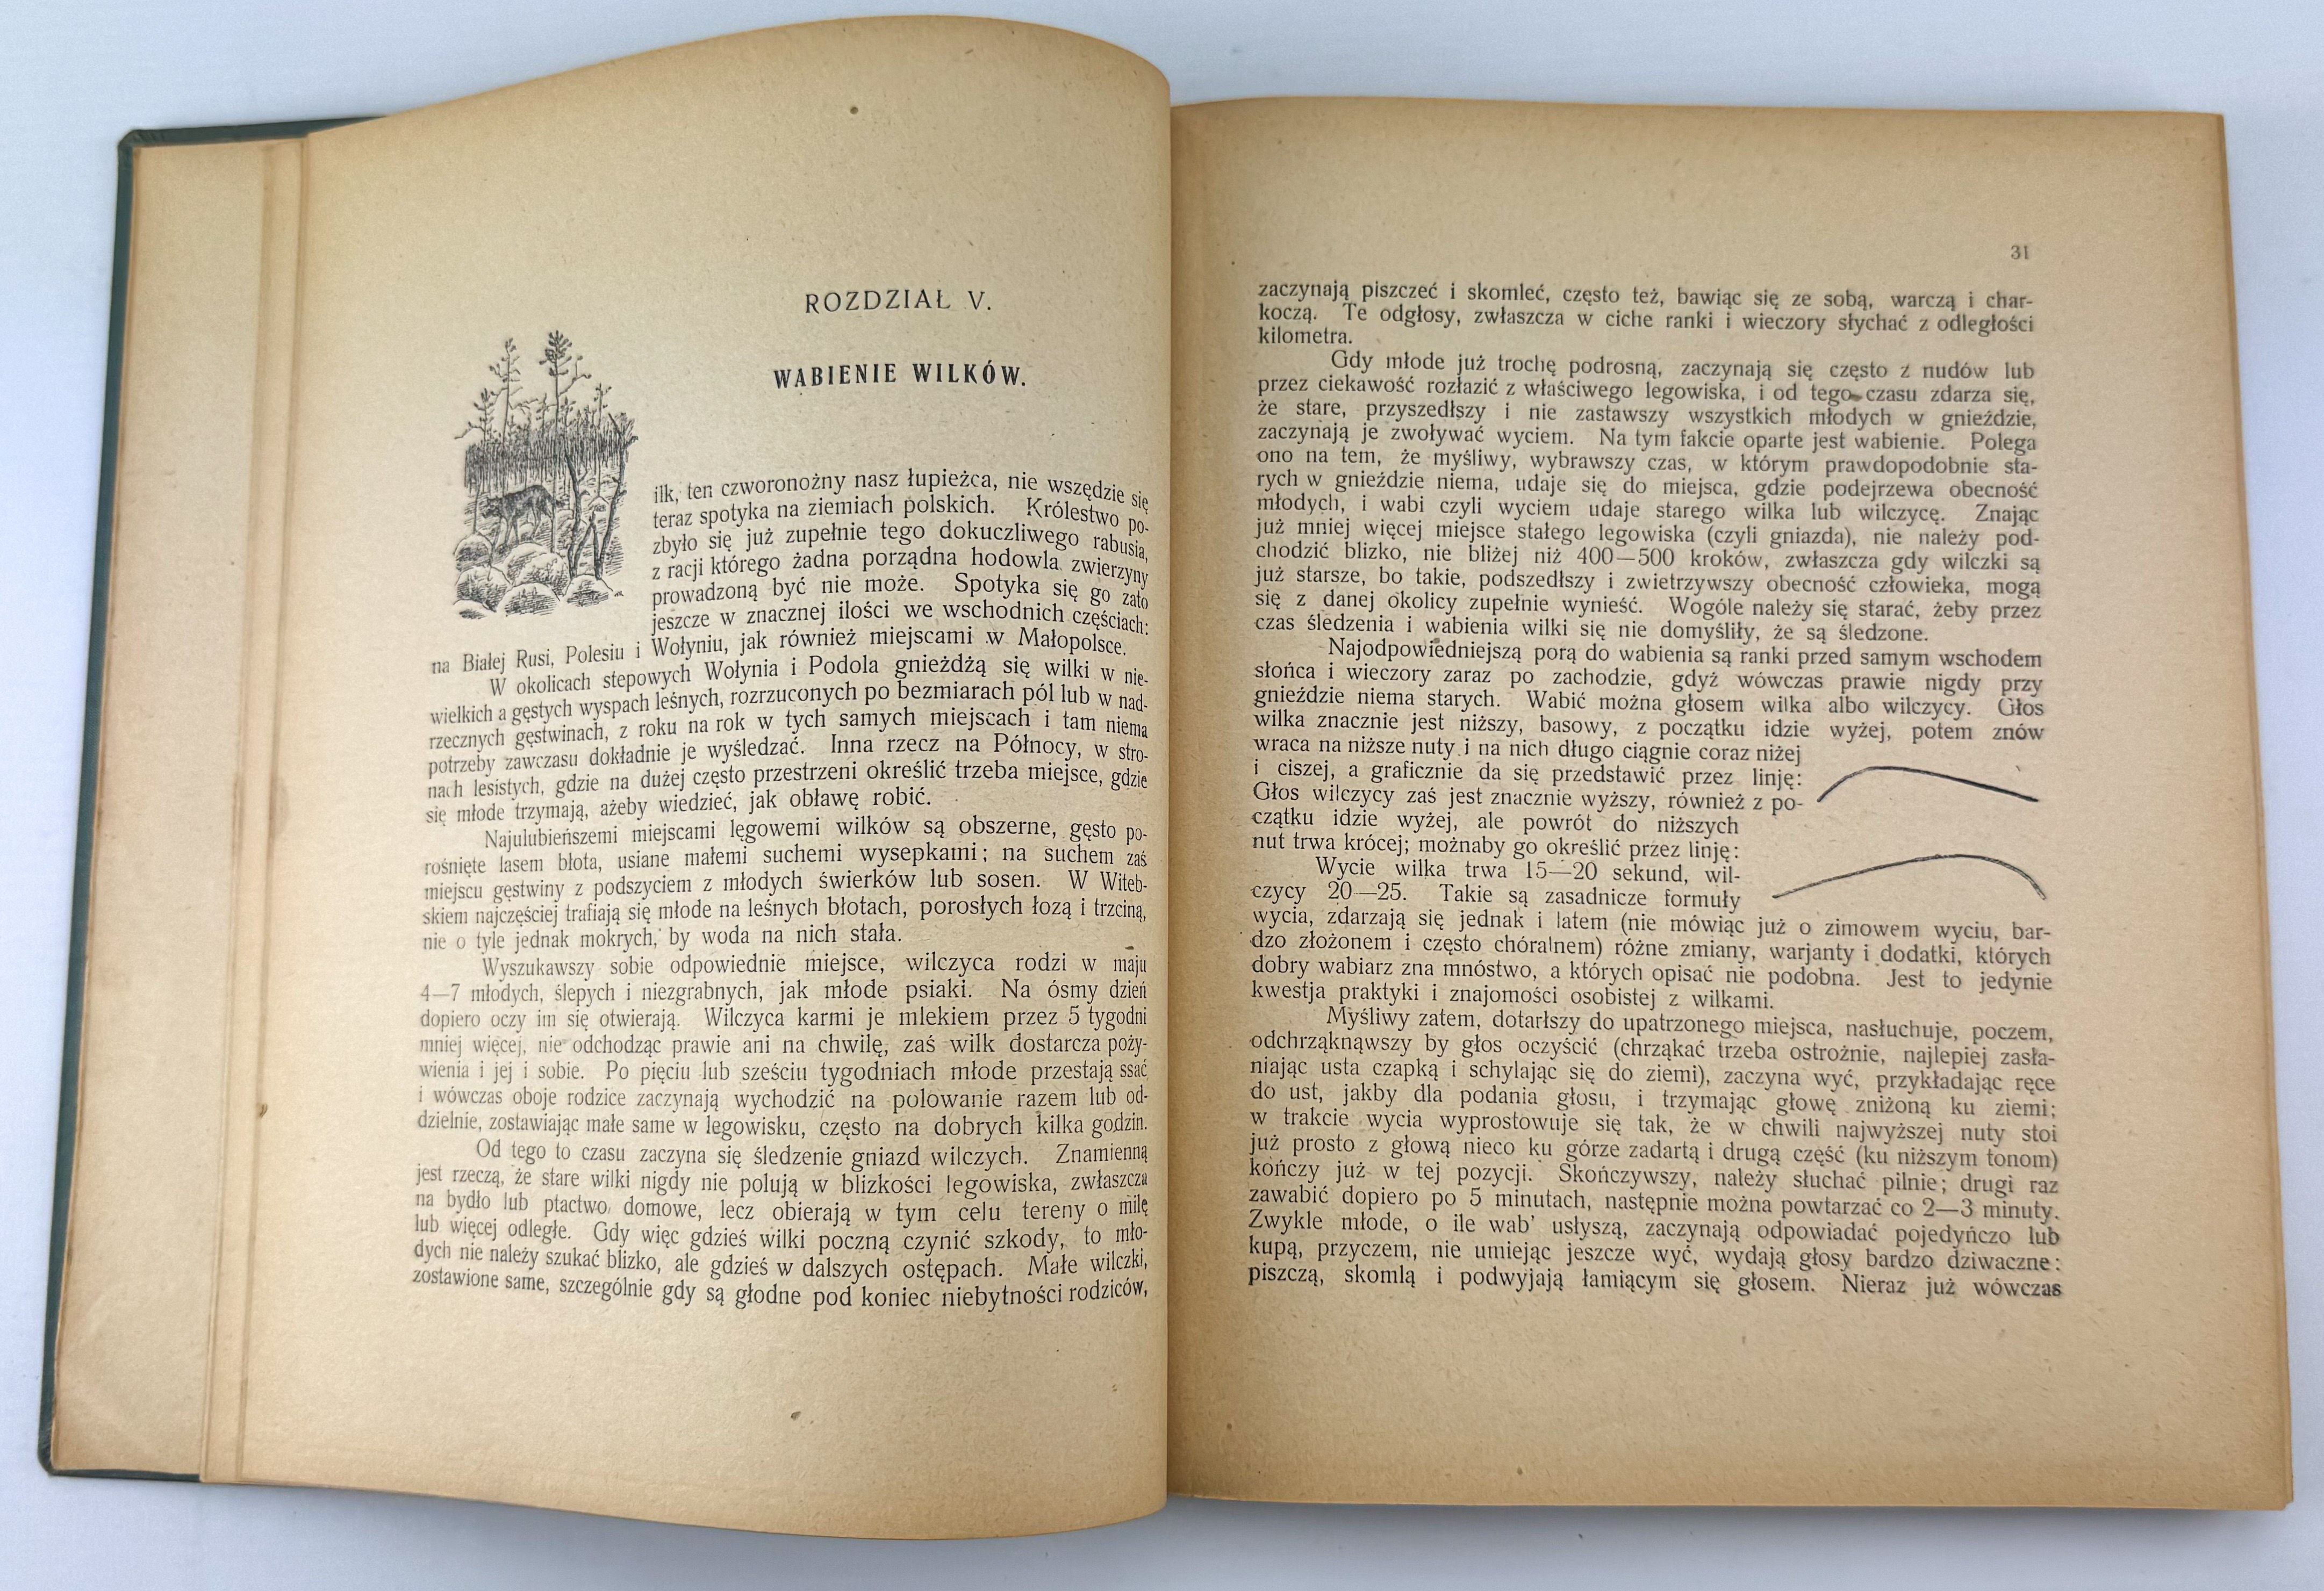 ROZDZIAŁ V.
WABIENIE WILKÓW.
ilk, ten czworonożny nasz łupieżca, nie wszędzie się
teraz spotyka na ziemiach polskich. Królestwo po-
zbyło się już zupełnie tego dokuczliwego rabusia,
z racji którego żadna porządna hodowla zwierzyny
prowadzoną być nie może. Spotyka się go zato
jeszcze w znacznej ilości we wschodnich częściach:
na Białej Rusi, Polesiu i Wołyniu, jak również miejscami w Małopolsce.
W okolicach stepowych Wołynia i Podola gnieżdżą się wilki w nie-
wielkich a gęstych wyspach leśnych, rozrzuconych po bezmiarach pól lub w nad-
rzecznych gęstwinach, z roku na rok w tych samych miejscach i tam niema
potrzeby zawczasu dokładnie je wyśledzać. Inna rzecz na Północy, w stro-
nach lesistych, gdzie na dużej często przestrzeni określić trzeba miejsce, gdzie
się młode trzymają, ażeby wiedzieć, jak obławę robić.
Najulubieńszemi miejscami lęgowemi wilków są obszerne, gęsto po-
rośnięte lasem błota, usiane małemi suchemi wysepkami; na suchem zaś
miejscu gęstwiny z podszyciem z młodych świerków lub sosen. W Witeb-
skiem najczęściej trafiają się młode na leśnych błotach, porosłych łozą i trzciną,
nie o tyle jednak mokrych, by woda na nich stała.
Wyszukawszy sobie odpowiednie miejsce, wilczyca rodzi w maju
4—7 młodych, ślepych i niezgrabnych, jak młode psiaki. Na ósmy dzień
dopiero oczy im się otwierają. Wilczyca karmi je mlekiem przez 5 tygodni
mniej więcej, nie odchodząc prawie ani na chwilę, zaś wilk dostarcza poży-
wienia i jej i sobie. Po pięciu lub sześciu tygodniach młode przestają ssać
i wówczas oboje rodzice zaczynają wychodzić na polowanie razem lub od-
dzielnie, zostawiając małe same w legowisku, często na dobrych kilka godzin.
Od tego to czasu zaczyna się śledzenie gniazd wilczych. Znamienną
jest rzeczą, że stare wilki nigdy nie polują w blizkości legowiska, zwłaszcza
na bydło lub ptactwo domowe, lecz obierają w tym celu tereny o milę
lub więcej odległe. Gdy więc gdzieś wilki poczną czynić szkody, to mło-
dych nie należy szukać blizko, ale gdzieś w dalszych ostępach. Małe wilczki,
zostawione same, szczególnie gdy są głodne pod koniec niebytności rodziców,
31
zaczynają piszczeć i skomleć, często też, bawiąc się ze sobą, warczą i char-
koczą. Te odgłosy, zwłaszcza w ciche ranki i wieczory słychać z odległości
kilometra.
Gdy młode już trochę podrosną, zaczynają się często z nudów lub
przez ciekawość rozłazić z właściwego legowiska, i od tego czasu zdarza się,
że stare, przyszedłszy i nie zastawszy wszystkich młodych w gnieździe,
zaczynają je zwoływać wyciem. Na tym fakcie oparte jest wabienie. Polega
ono na tem, że myśliwy, wybrawszy czas, w którym prawdopodobnie sta-
rych w gnieździe niema, udaje się do miejsca, gdzie podejrzewa obecność
młodych, i wabi czyli wyciem udaje starego wilka lub wilczycę. Znając
już mniej więcej miejsce stałego legowiska (czyli gniazda), nie należy pod-
chodzić blizko, nie bliżej niż 400—500 kroków, zwłaszcza gdy wilczki są
już starsze, bo takie, podszedłszy i zwietrzywszy obecność człowieka, mogą
się z danej okolicy zupełnie wynieść. Wogóle należy się starać, żeby przez
czas śledzenia i wabienia wilki się nie domyśliły, że są śledzone.
Najodpowiedniejszą porą do wabienia są ranki przed samym wschodem
słońca i wieczory zaraz po zachodzie, gdyż wówczas prawie nigdy przy
gnieździe niema starych. Wabić można głosem wilka albo wilczycy. Głos
wilka znacznie jest niższy, basowy, z początku idzie wyżej, potem znów
wraca na niższe nuty i na nich długo ciągnie coraz niżej
i ciszej, a graficznie da się przedstawić przez linję:
Głos wilczycy zaś jest znacznie wyższy, również z po-
czątku idzie wyżej, ale powrót do niższych
nut trwa krócej; możnaby go określić przez linję:
Wycie wilka trwa 15—20 sekund, wil-
czycy 20—25. Takie są zasadnicze formuły
wycia, zdarzają się jednak i latem (nie mówiąc już o zimowem wyciu, bar-
dzo złożonem i często chóralnem) różne zmiany, warjanty i dodatki, których
dobry wabiarz zna mnóstwo, a których opisać nie podobna. Jest to jedynie
kwestja praktyki i znajomości osobistej z wilkami.
Myśliwy zatem, dotarłszy do upatrzonego miejsca, nasłuchuje, poczem,
odchrząknąwszy by głos oczyścić (chrząkać trzeba ostrożnie, najlepiej zasła-
niając usta czapką i schylając się do ziemi), zaczyna wyć, przykładając ręce
do ust, jakby dla podania głosu, i trzymając głowę zniżoną ku ziemi;
w trakcie wycia wyprostowuje się tak, że w chwili najwyższej nuty stoi
już prosto z głową nieco ku górze zadartą i drugą część (ku niższym tonom)
kończy już w tej pozycji. Skończywszy, należy słuchać pilnie; drugi raz
zawabić dopiero po 5 minutach, następnie można powtarzać co 2—3 minuty.
Zwykle młode, o ile wab' usłyszą, zaczynają odpowiadać pojedyńczo lub
kupą, przyczem, nie umiejąc jeszcze wyć, wydają głosy bardzo dziwaczne:
piszczą, skomlą i podwyjają łamiącym się głosem. Nieraz już wówczas